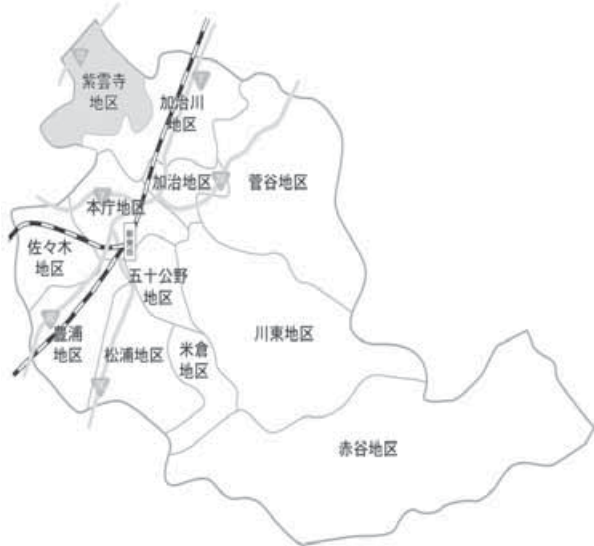 紫雲寺
地区
加治川
地区
加治地区
菅谷地区
本庁地区
佐々木
地区
五十公野
地区
豊浦
地区
松浦地区
米倉
地区
川東地区
赤谷地区